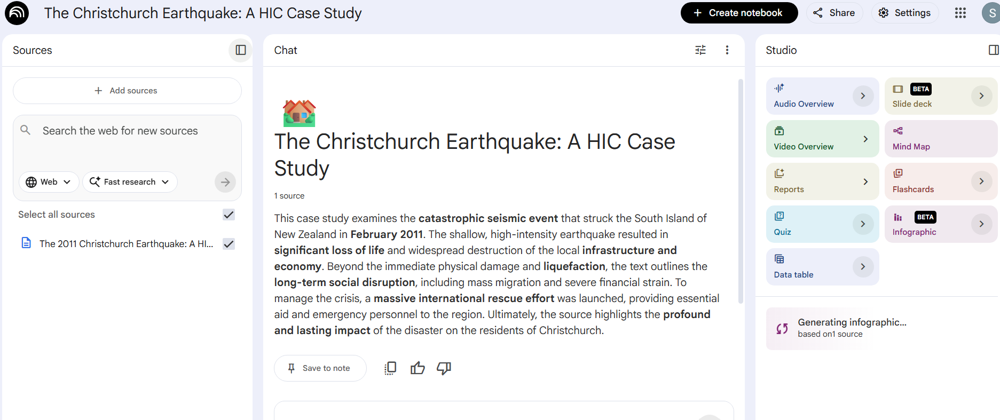 The Christchurch Earthquake: A HIC Case Study
Create notebook
Share
Settings
S
Sources
Add sources
Search the web for new sources
Web
Fast research
Select all sources
The 2011 Christchurch Earthquake: A HI...
Chat
The Christchurch Earthquake: A HIC Case
Study
1 source
This case study examines the catastrophic seismic event that struck the South Island of
New Zealand in February 2011. The shallow, high-intensity earthquake resulted in
significant loss of life and widespread destruction of the local infrastructure and
economy. Beyond the immediate physical damage and liquefaction, the text outlines the
long-term social disruption, including mass migration and severe financial strain. To
manage the crisis, a massive international rescue effort was launched, providing essential
aid and emergency personnel to the region. Ultimately, the source highlights the profound
and lasting impact of the disaster on the residents of Christchurch.
Save to note
Studio
Audio Overview
BETA
Slide deck
Video Overview
Mind Map
Reports
Flashcards
Quiz
BETA
Infographic
Data table
Generating infographic...
based on1 source